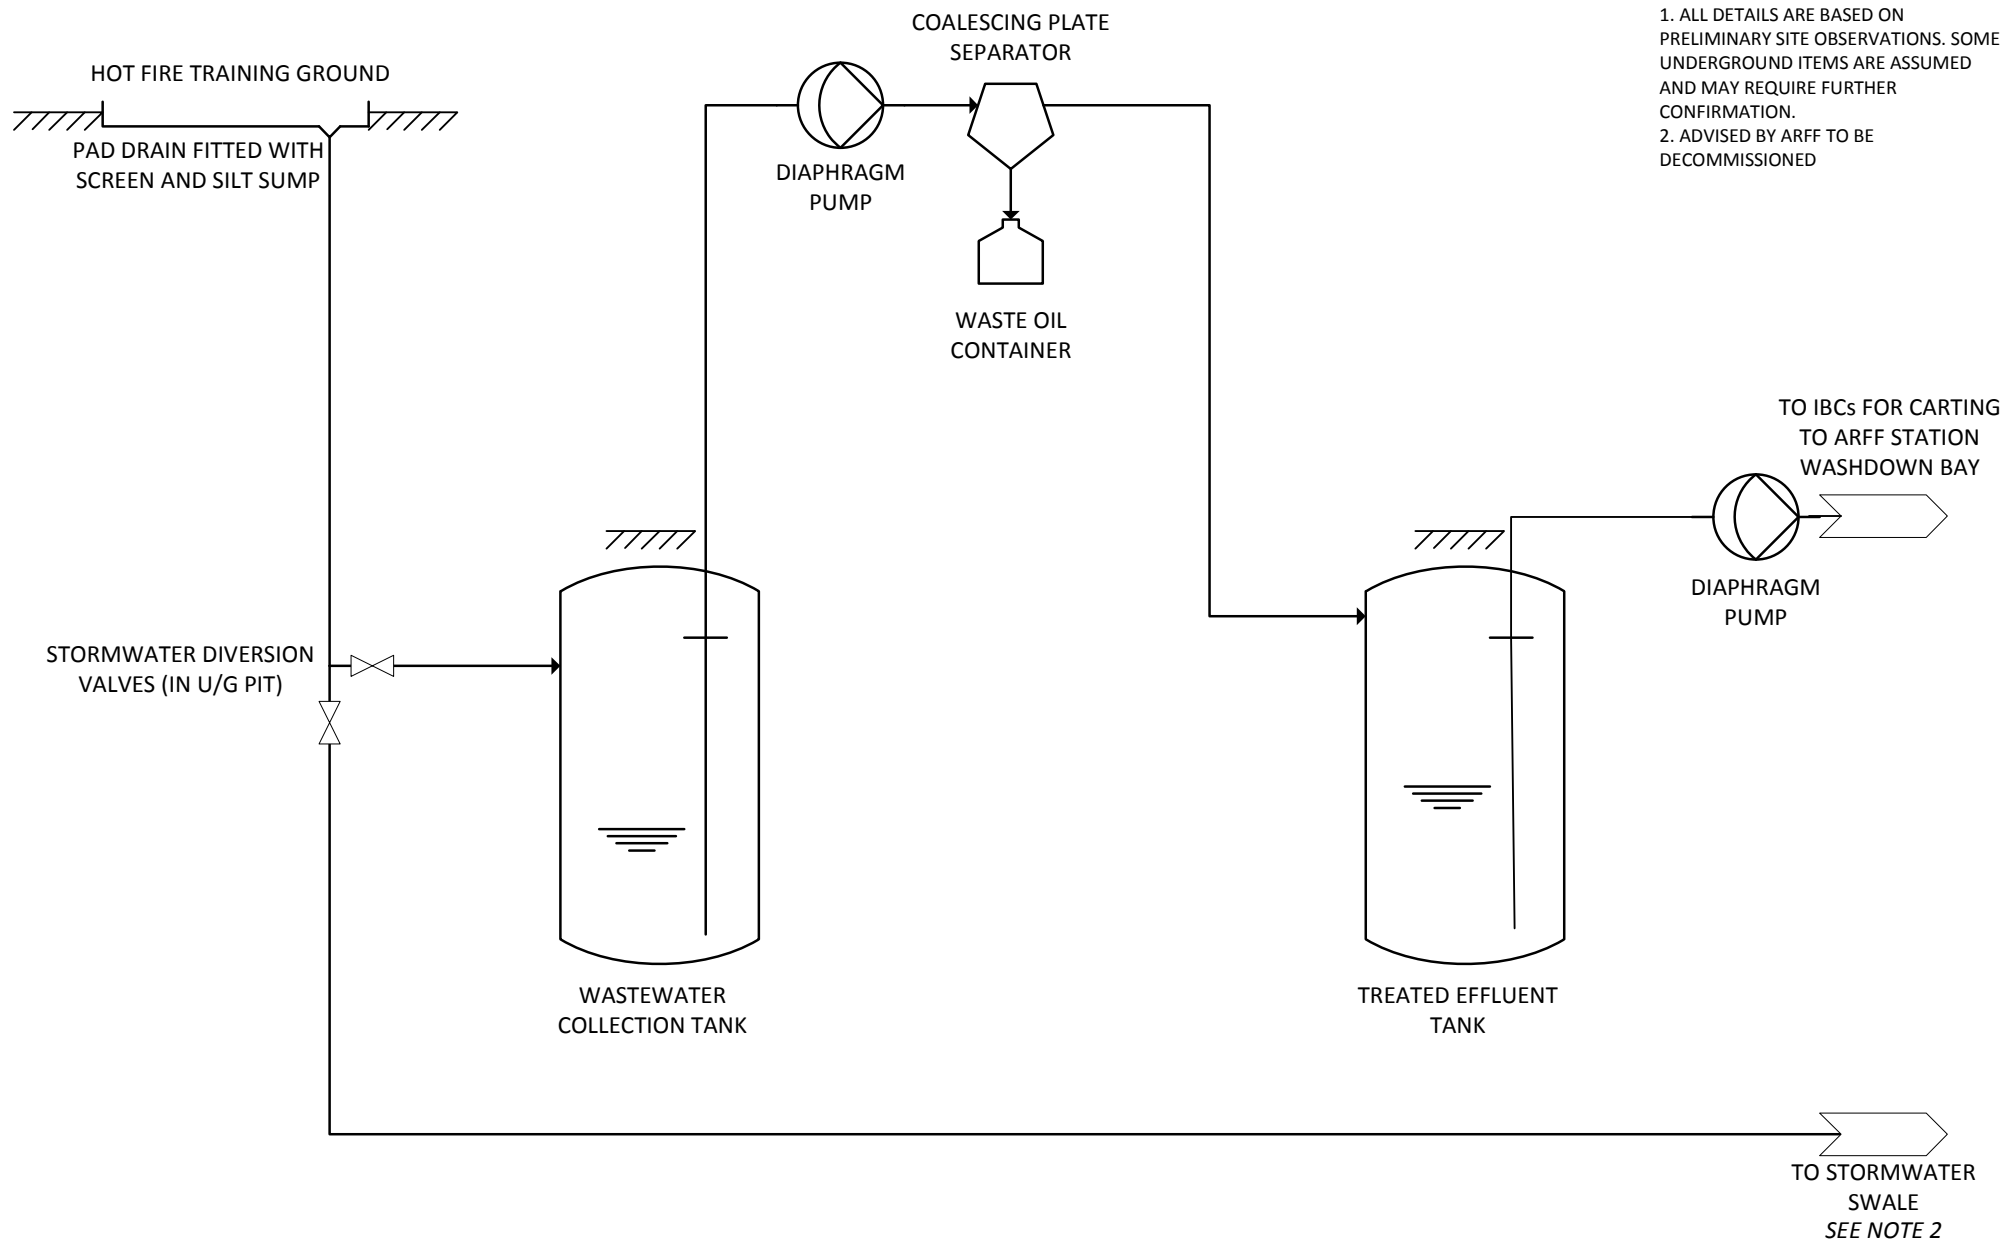 COALESCING PLATE
SEPARATOR
1. ALL DETAILS ARE BASED ON
PRELIMINARY SITE OBSERVATIONS. SOME
UNDERGROUND ITEMS ARE ASSUMED
AND MAY REQUIRE FURTHER
CONFIRMATION.
2. ADVISED BY ARFF TO BE
DECOMMISSIONED
HOT FIRE TRAINING GROUND
PAD DRAIN FITTED WITH
SCREEN AND SILT SUMP
DIAPHRAGM
PUMP
WASTE OIL
CONTAINER
TO IBCs FOR CARTING
TO ARFF STATION
WASHDOWN BAY
DIAPHRAGM
PUMP
STORMWATER DIVERSION
VALVES (IN U/G PIT)
WASTEWATER
COLLECTION TANK
TREATED EFFLUENT
TANK
TO STORMWATER
SWALE
SEE NOTE 2